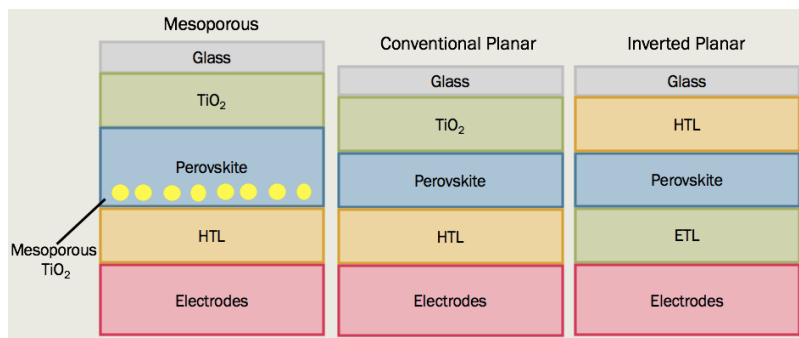 Mesoporous
Glass
TiO₂
Perovskite
Mesoporous
TiO₂
HTL
Electrodes
Conventional Planar
Glass
TiO₂
Perovskite
HTL
Electrodes
Inverted Planar
Glass
HTL
Perovskite
ETL
Electrodes